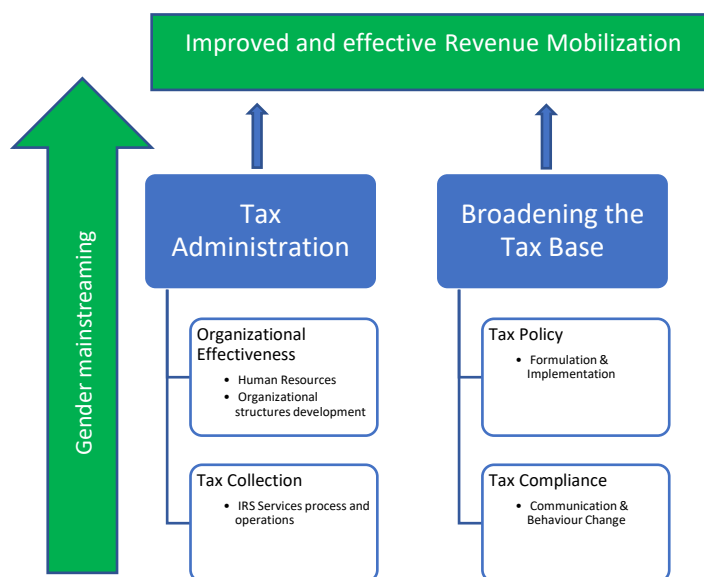 Improved and effective Revenue Mobilization
Gender mainstreaming
Tax
Administration
Organizational
Effectiveness
• Human Resources
• Organizational
structures development
Tax Collection
• IRS Services process and
operations
Broadening the
Tax Base
Tax Policy
• Formulation &
Implementation
Tax Compliance
• Communication &
Behaviour Change